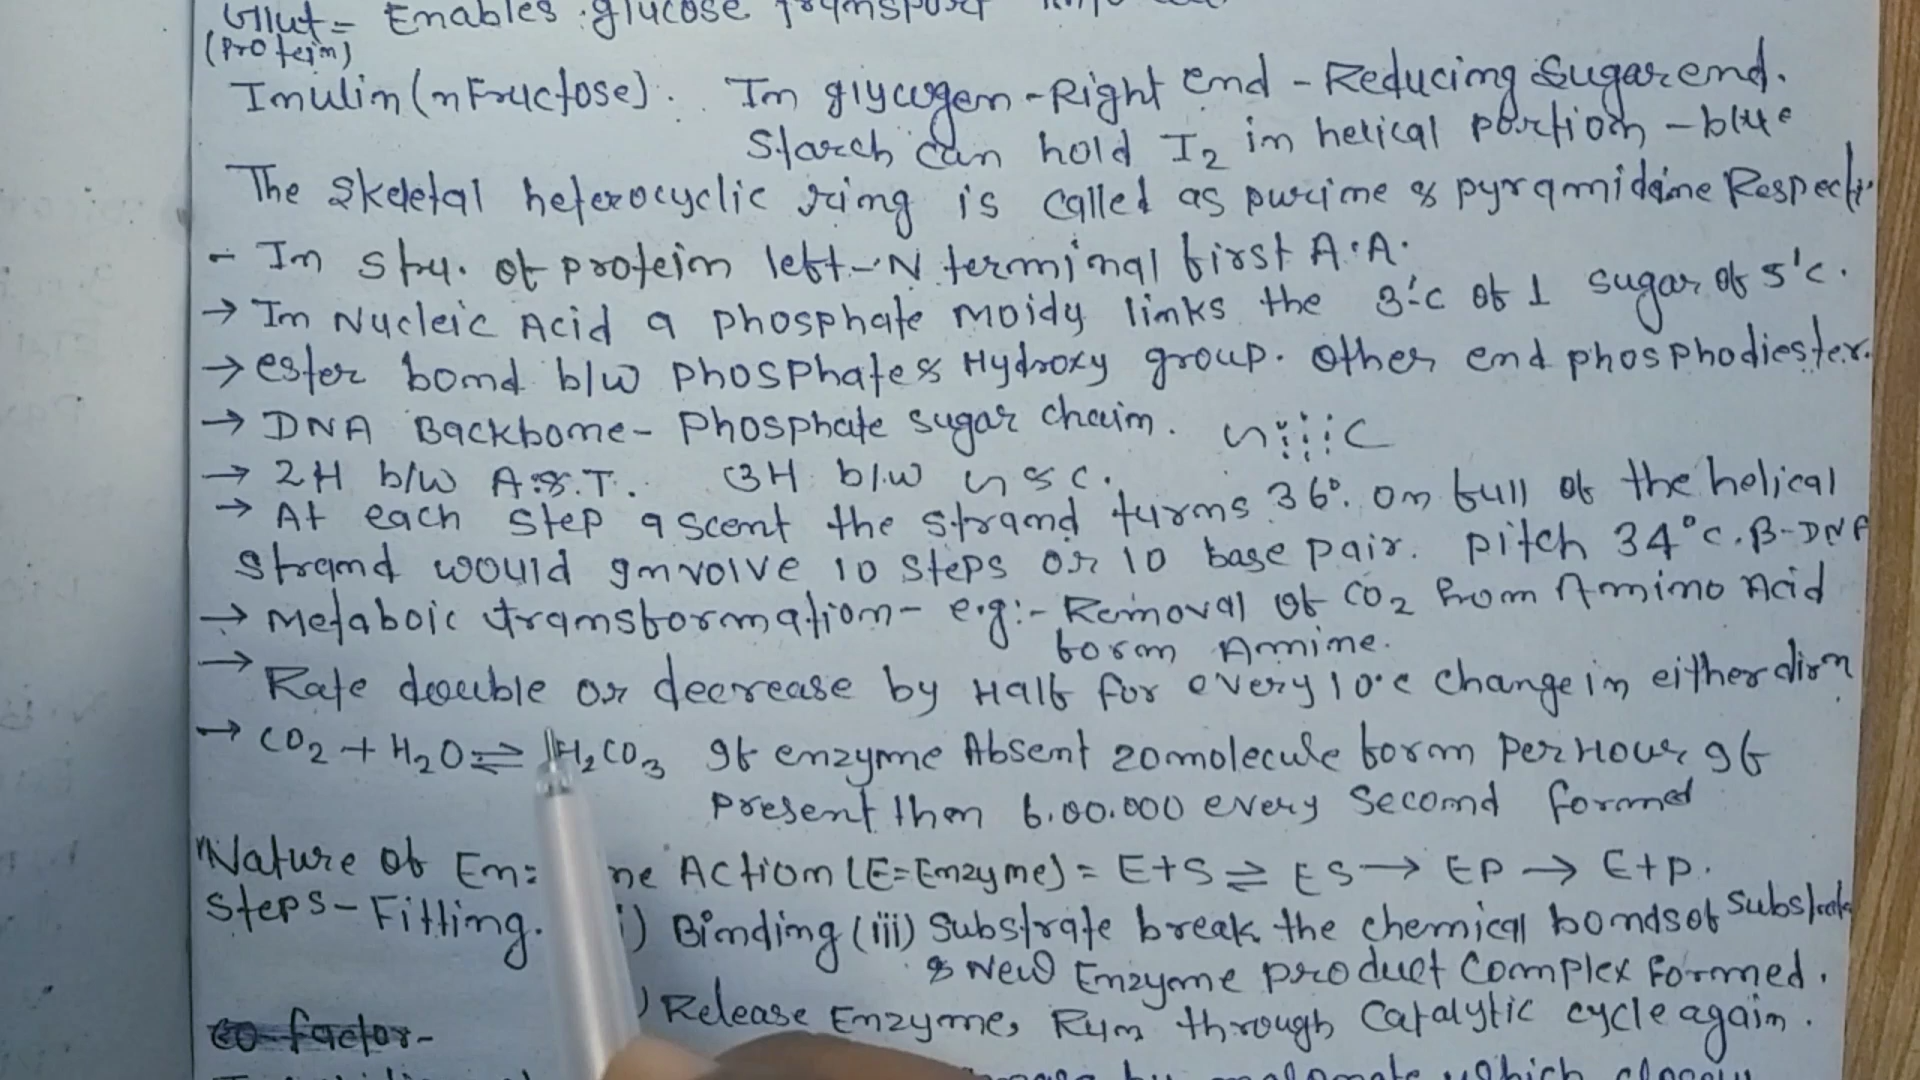 Glut = Enables glucose transport into
(Protein)
Inulin (n Fructose). In glycogen - Right end - Reducing Sugar end.
Starch can hold I2 in helical portion - blue
The Skeletal heterocyclic ring is called as purine & pyramidine Respecti
- In Stru. of protein left - N terminal first A.A.
→ In Nucleic Acid a phosphate moidy links the 3'c of 1 sugar of 5'c.
→ ester bond b/w phosphate & Hydroxy group. other end phosphodiester.
→ DNA Backbone - Phosphate sugar chain. G⋮⋮⋮C
→ 2H b/w A & T. 3H b/w G & C.
→ At each step ascent the strand turns 36°. On full of the helical
strand would involve 10 steps or 10 base pair. pitch 34°c. B-DNA
→ Metaboic transformation - e.g:- Removal of CO2 from Amino Acid
form Amine.
→ Rate double or decrease by Half for every 10°c change in either dirn
→ CO2 + H2O ⇌ H2CO3 If enzyme Absent 20 molecule form Per Hour If
present then 6,00,000 every Second formed
Nature of Action (E=Enzyme) = E+S ⇌ ES → EP → E+P.
Steps - Fitting. Binding (iii) Substrate break the chemical bonds of Substrate
& New Enzyme product Complex Formed.
Release Enzyme, Run through Catalytic cycle again.
Co factor-
by which